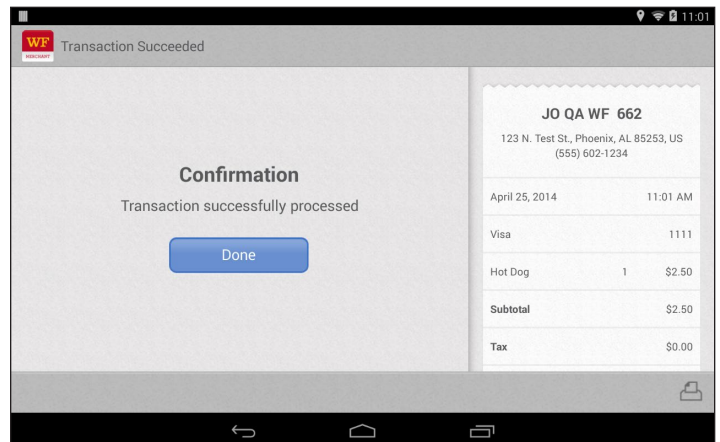 11:01
WF
MERCHANT
Transaction Succeeded
Confirmation
Transaction successfully processed
Done
JO QA WF 662
123 N. Test St., Phoenix, AL 85253, US
(555) 602-1234
April 25, 2014 11:01 AM
Visa 1111
Hot Dog 1 $2.50
Subtotal $2.50
Tax $0.00